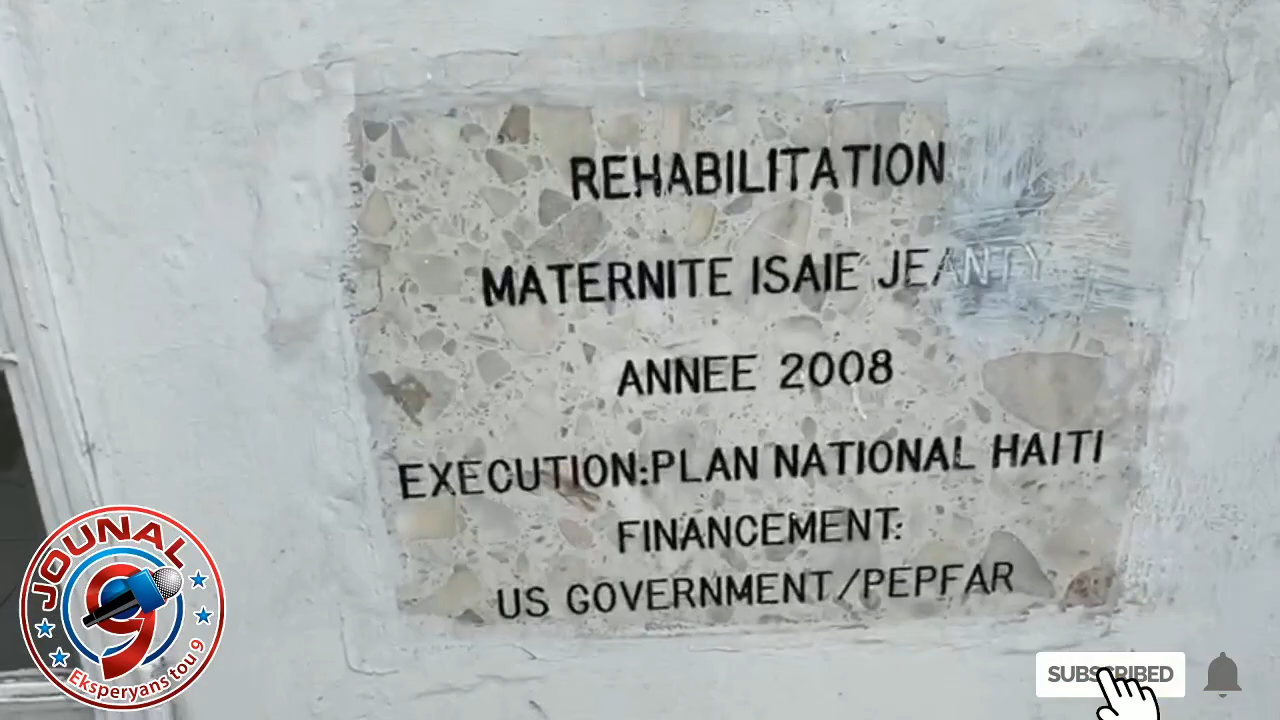 REHABILITATION
MATERNITE ISAIE JEANTY
ANNEE 2008
EXECUTION:PLAN NATIONAL HAITI
FINANCEMENT:
US GOVERNMENT/PEPFAR
JOUNAL
9
Eksperyans tou 9
SUBSCRIBED